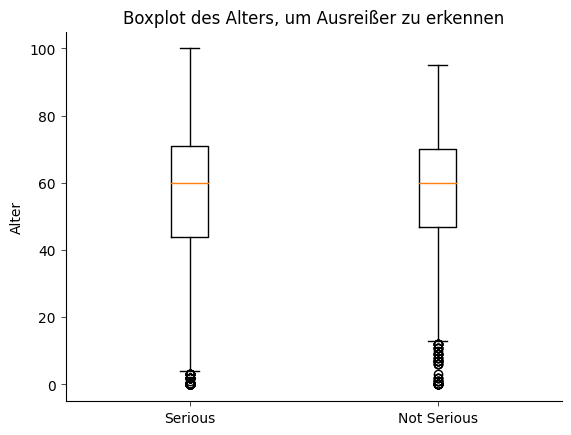 Boxplot des Alters, um Ausreißer zu erkennen
100
80
60
40
20
0
Alter
Serious
Not Serious